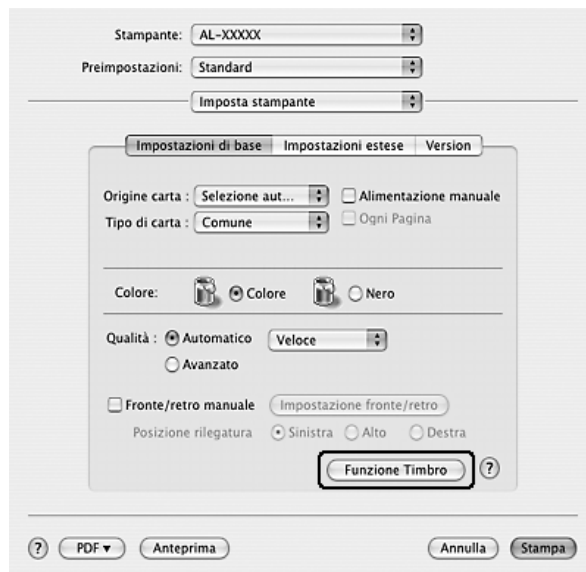 Stampante: AL-XXXXX
Preimpostazioni: Standard
Imposta stampante
Impostazioni di base Impostazioni estese Version
Origine carta : Selezione aut... Alimentazione manuale
Tipo di carta : Comune Ogni Pagina
Colore: Colore Nero
Qualità : Automatico Veloce
Avanzato
Fronte/retro manuale Impostazione fronte/retro
Posizione rilegatura Sinistra Alto Destra
Funzione Timbro ?
? PDF Anteprima Annulla Stampa